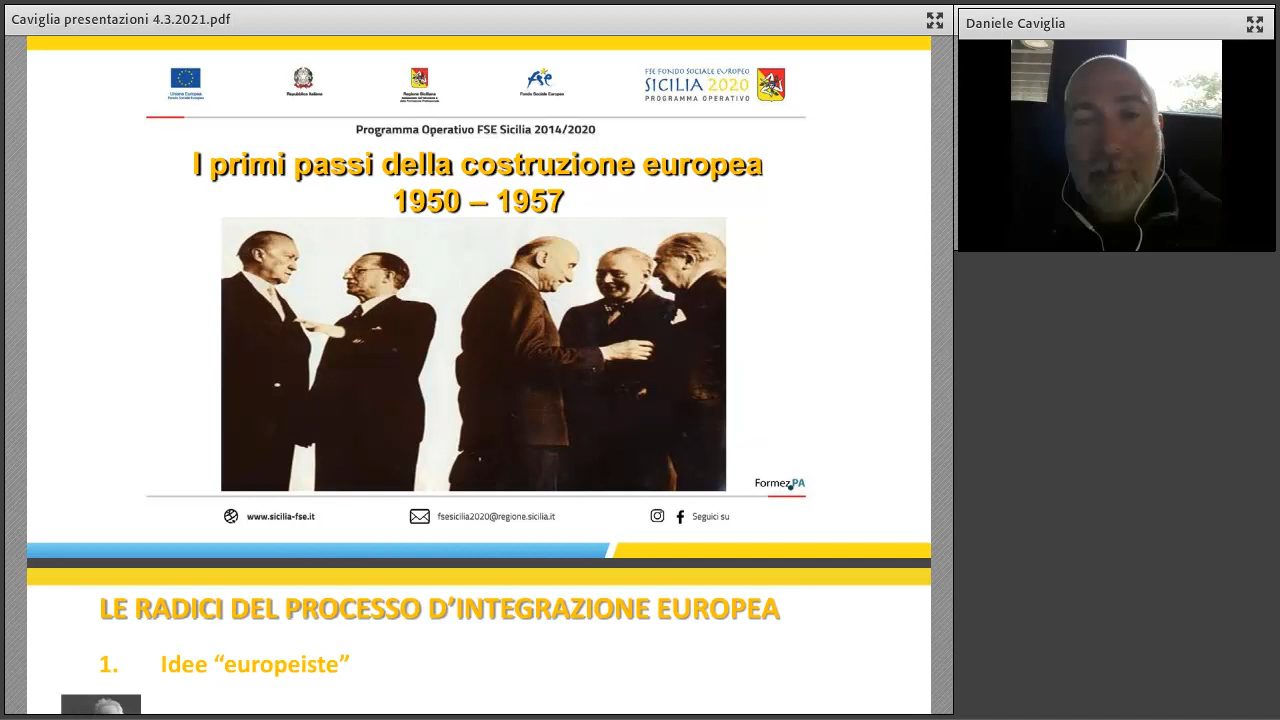 Caviglia presentazioni 4.3.2021.pdf
Daniele Caviglia
Unione Europea
Repubblica Italiana
Regione Siciliana
Fondo Sociale Europeo
FSE FONDO SOCIALE EUROPEO
SICILIA 2020
PROGRAMMA OPERATIVO
Programma Operativo FSE Sicilia 2014/2020
I primi passi della costruzione europea
1950 – 1957
FormezPA
www.sicilia-fse.it
fsesicilia2020@regione.sicilia.it
Seguici su
LE RADICI DEL PROCESSO D’INTEGRAZIONE EUROPEA
1. Idee “europeiste”